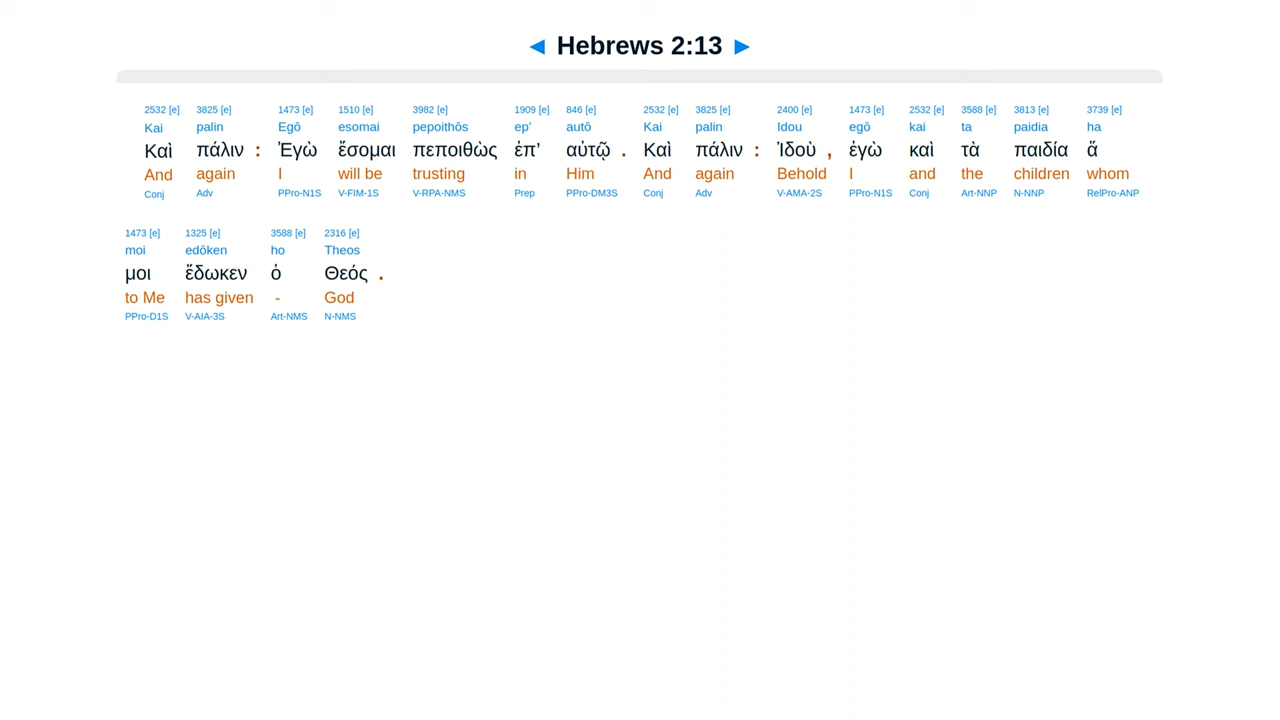 ◄ Hebrews 2:13 ►
2532 [e] 3825 [e] 1473 [e] 1510 [e] 3982 [e] 1909 [e] 846 [e] 2532 [e] 3825 [e] 2400 [e] 1473 [e] 2532 [e] 3588 [e] 3813 [e] 3739 [e]
Kai palin Egō esomai pepoithōs ep’ autō Kai palin Idou egō kai ta paidia ha
Καὶ πάλιν : Ἐγὼ ἔσομαι πεποιθὼς ἐπ’ αὐτῷ . Καὶ πάλιν : Ἰδοὺ , ἐγὼ καὶ τὰ παιδία ἅ
And again I will be trusting in Him And again Behold I and the children whom
Conj Adv PPro-N1S V-FIM-1S V-RPA-NMS Prep PPro-DM3S Conj Adv V-AMA-2S PPro-N1S Conj Art-NNP N-NNP RelPro-ANP
1473 [e] 1325 [e] 3588 [e] 2316 [e]
moi edōken ho Theos
μοι ἔδωκεν ὁ Θεός .
to Me has given - God
PPro-D1S V-AIA-3S Art-NMS N-NMS